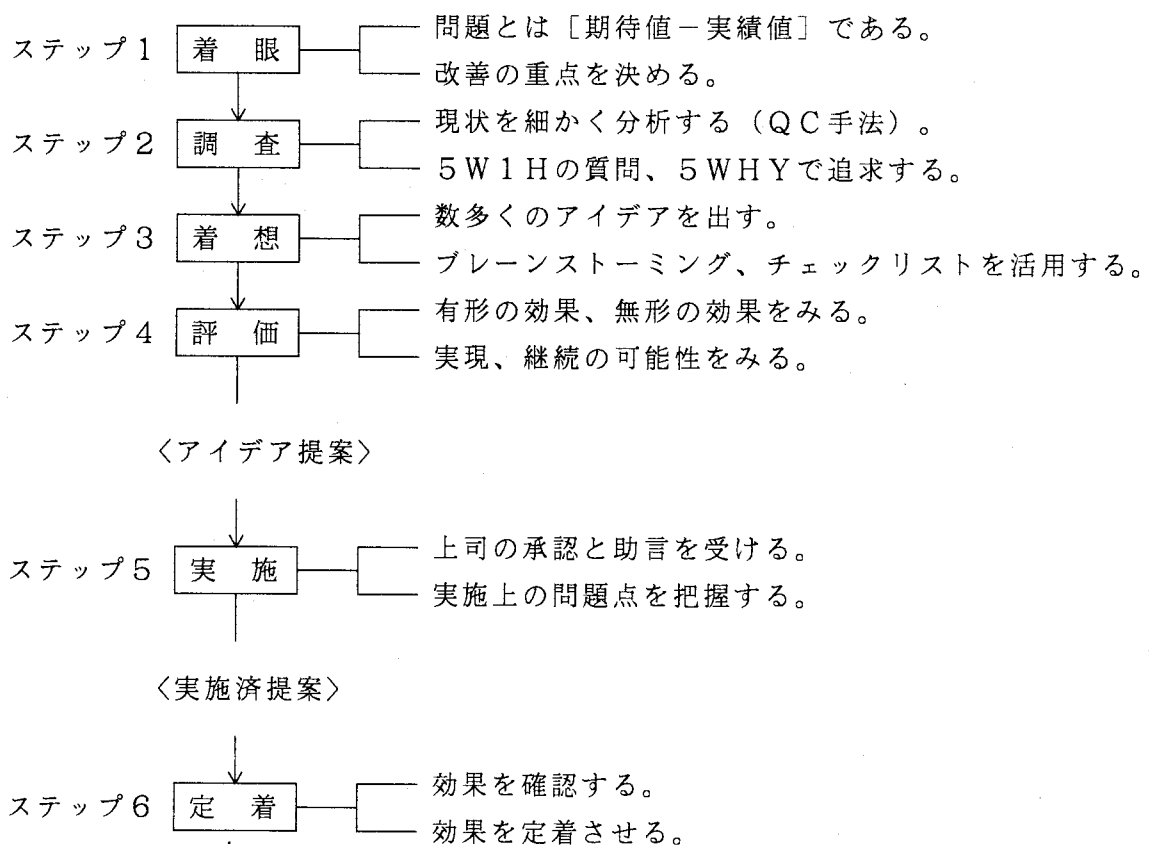 問題とは［期待値－実績値］である。
ステップ1 着眼
改善の重点を決める。
現状を細かく分析する（QC手法）。
ステップ2 調査
5W1Hの質問、5WHYで追求する。
数多くのアイデアを出す。
ステップ3 着想
ブレーンストーミング、チェックリストを活用する。
有形の効果、無形の効果をみる。
ステップ4 評価
実現、継続の可能性をみる。
〈アイデア提案〉
上司の承認と助言を受ける。
ステップ5 実施
実施上の問題点を把握する。
〈実施済提案〉
効果を確認する。
ステップ6 定着
効果を定着させる。